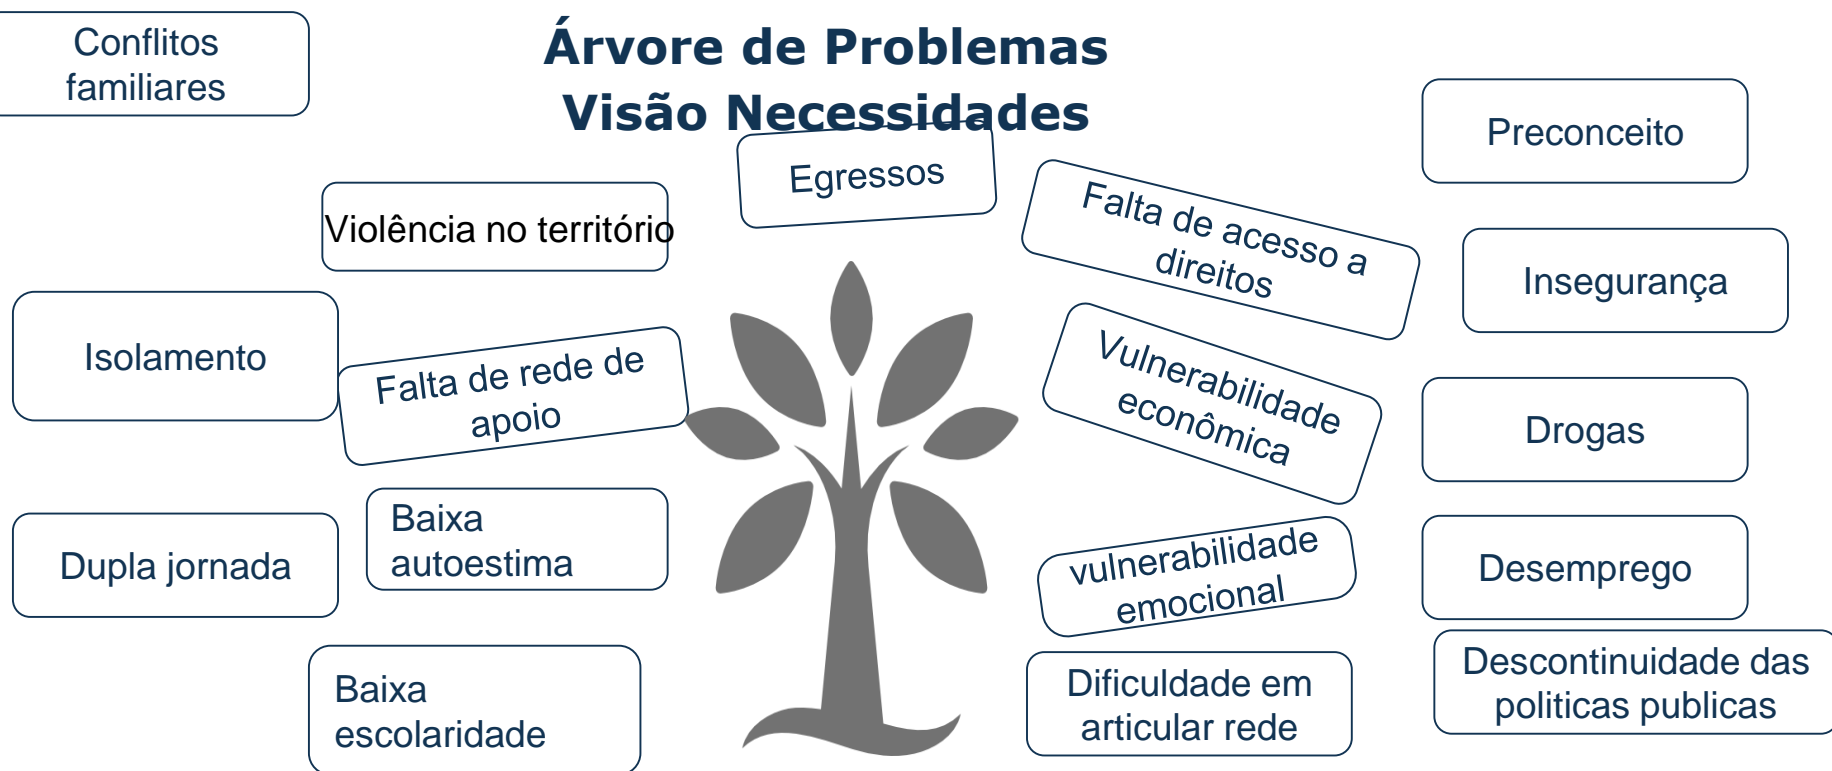 Árvore de Problemas
Visão Necessidades
Conflitos
familiares
Preconceito
Egressos
Violência no território
Falta de acesso a
direitos
Insegurança
Isolamento
Falta de rede de
apoio
Vulnerabilidade
econômica
Drogas
Baixa
autoestima
Dupla jornada
vulnerabilidade
emocional
Desemprego
Baixa
escolaridade
Dificuldade em
articular rede
Descontinuidade das
politicas publicas